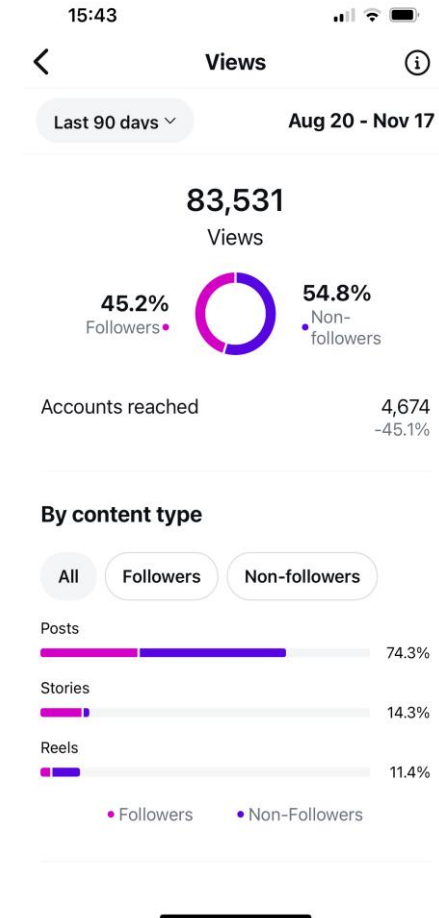 15:43
Views
Last 90 days
Aug 20 - Nov 17
83,531
Views
45.2%
Followers
54.8%
Non-
followers
Accounts reached
4,674
-45.1%
By content type
All
Followers
Non-followers
Posts
74.3%
Stories
14.3%
Reels
11.4%
Followers
Non-Followers